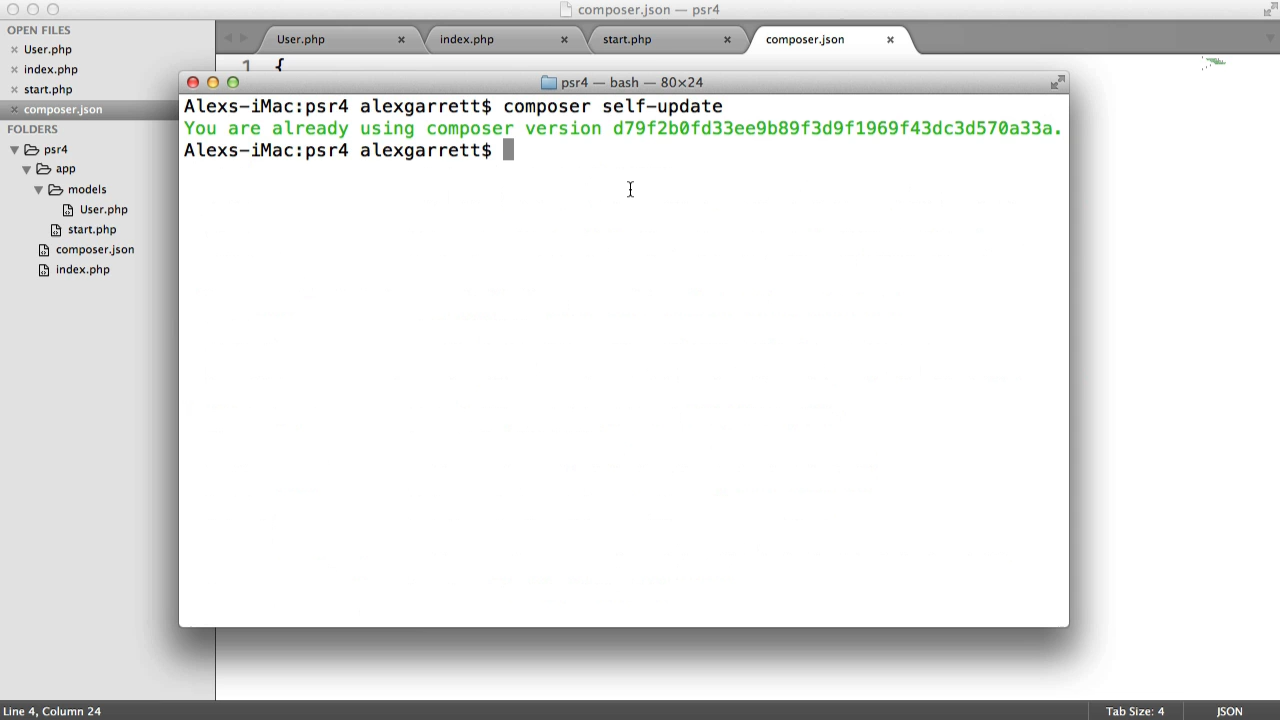 composer.json — psr4
OPEN FILES
User.php
index.php
start.php
composer.json
FOLDERS
psr4
app
models
User.php
start.php
composer.json
index.php
User.php
index.php
start.php
composer.json
1 {
psr4 — bash — 80×24
Alexs-iMac:psr4 alexgarrett$ composer self-update
You are already using composer version d79f2b0fd33ee9b89f3d9f1969f43dc3d570a33a.
Alexs-iMac:psr4 alexgarrett$
Line 4, Column 24
Tab Size: 4
JSON